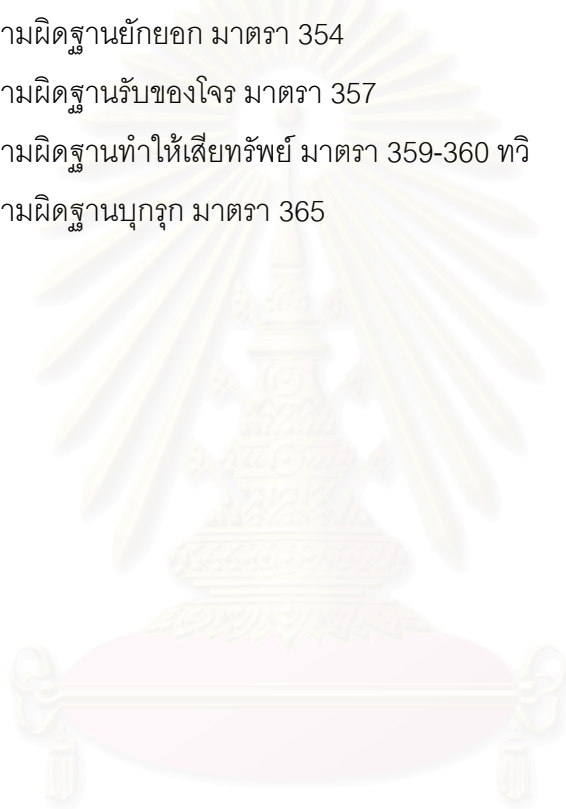 ามผิดฐานยักยอก มาตรา 354
ามผิดฐานรับของโจร มาตรา 357
ามผิดฐานทำให้เสียทรัพย์ มาตรา 359-360 ทวิ
ามผิดฐานบุกรุก มาตรา 365